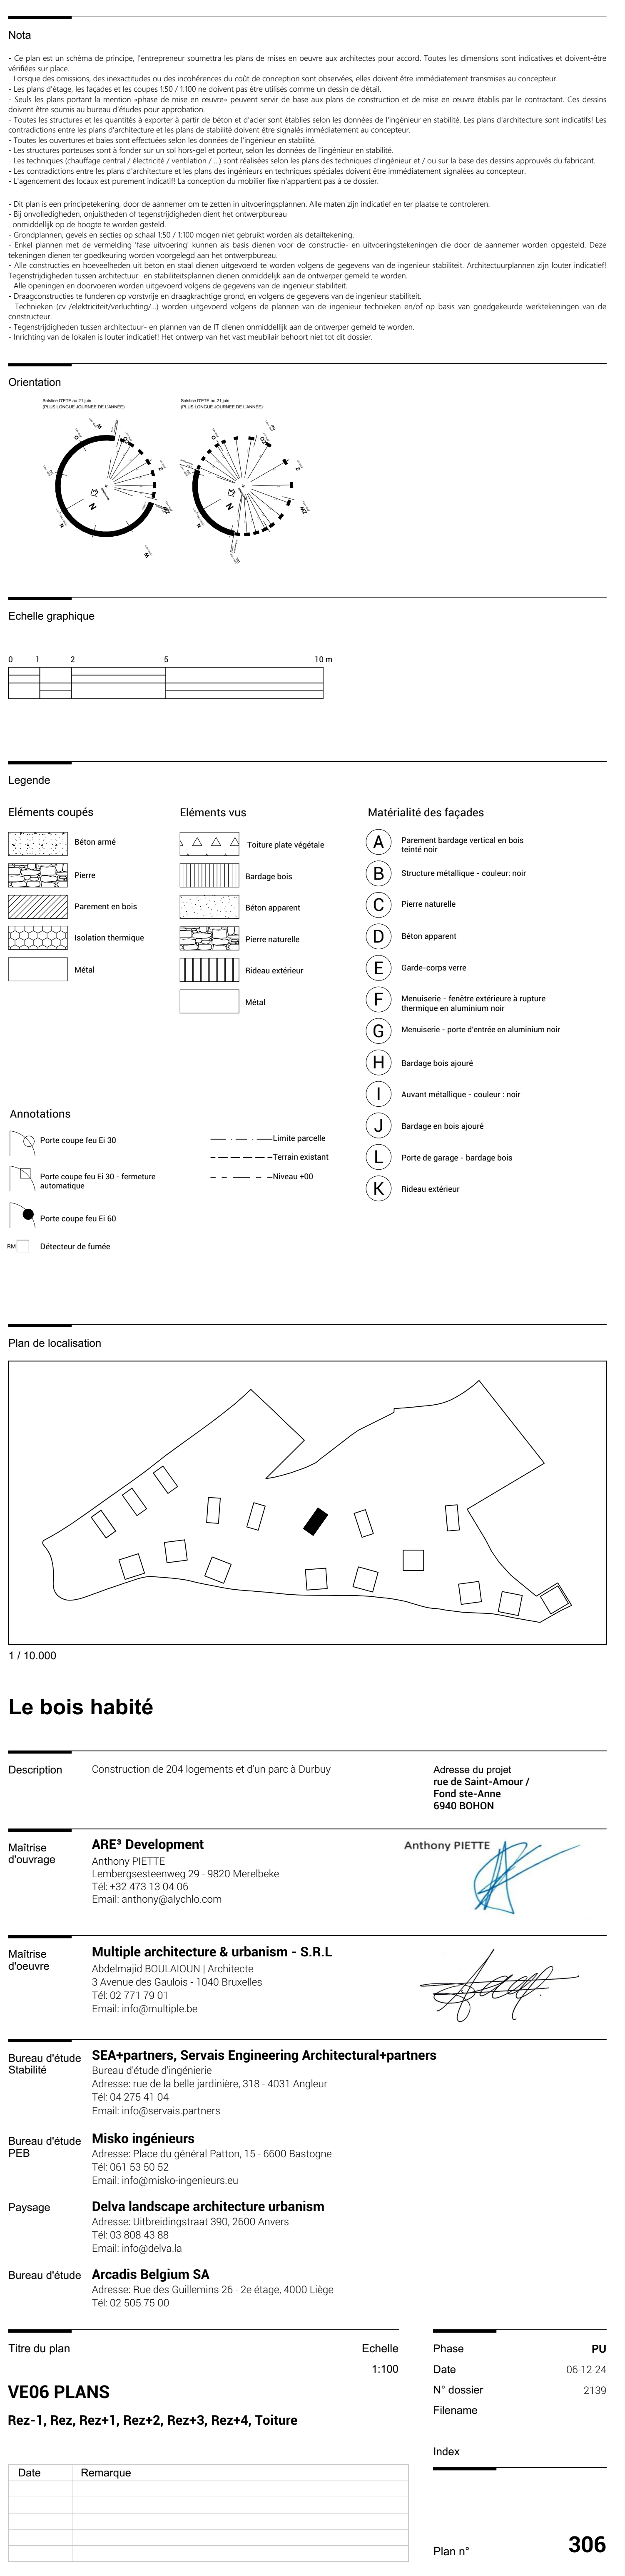 Nota
- Ce plan est un schéma de principe, l'entrepreneur soumettra les plans de mises en oeuvre aux architectes pour accord. Toutes les dimensions sont indicatives et doivent-être
vérifiées sur place.
- Lorsque des omissions, des inexactitudes ou des incohérences du coût de conception sont observées, elles doivent être immédiatement transmises au concepteur.
- Les plans d'étage, les façades et les coupes 1:50 / 1:100 ne doivent pas être utilisés comme un dessin de détail.
- Seuls les plans portant la mention «phase de mise en œuvre» peuvent servir de base aux plans de construction et de mise en œuvre établis par le contractant. Ces dessins
doivent être soumis au bureau d'études pour approbation.
- Toutes les structures et les quantités à exporter à partir de béton et d'acier sont établies selon les données de l'ingénieur en stabilité. Les plans d'architecture sont indicatifs! Les
contradictions entre les plans d'architecture et les plans de stabilité doivent être signalés immédiatement au concepteur.
- Toutes les ouvertures et baies sont effectuées selon les données de l'ingénieur en stabilité.
- Les structures porteuses sont à fonder sur un sol hors-gel et porteur, selon les données de l'ingénieur en stabilité.
- Les techniques (chauffage central / électricité / ventilation / ...) sont réalisées selon les plans des techniques d'ingénieur et / ou sur la base des dessins approuvés du fabricant.
- Les contradictions entre les plans d'architecture et les plans des ingénieurs en techniques spéciales doivent être immédiatement signalées au concepteur.
- L'agencement des locaux est purement indicatif! La conception du mobilier fixe n'appartient pas à ce dossier.
- Dit plan is een principetekening, door de aannemer om te zetten in uitvoeringsplannen. Alle maten zijn indicatief en ter plaatse te controleren.
- Bij onvolledigheden, onjuistheden of tegenstrijdigheden dient het ontwerpbureau
onmiddellijk op de hoogte te worden gesteld.
- Grondplannen, gevels en secties op schaal 1:50 / 1:100 mogen niet gebruikt worden als detailtekening.
- Enkel plannen met de vermelding 'fase uitvoering' kunnen als basis dienen voor de constructie- en uitvoeringstekeningen die door de aannemer worden opgesteld. Deze
tekeningen dienen ter goedkeuring worden voorgelegd aan het ontwerpbureau.
- Alle constructies en hoeveelheden uit beton en staal dienen uitgevoerd te worden volgens de gegevens van de ingenieur stabiliteit. Architectuurplannen zijn louter indicatief!
Tegenstrijdigheden tussen architectuur- en stabiliteitsplannen dienen onmiddellijk aan de ontwerper gemeld te worden.
- Alle openingen en doorvoeren worden uitgevoerd volgens de gegevens van de ingenieur stabiliteit.
- Draagconstructies te funderen op vorstvrije en draagkrachtige grond, en volgens de gegevens van de ingenieur stabiliteit.
- Technieken (cv-/elektriciteit/verluchting/...) worden uitgevoerd volgens de plannen van de ingenieur technieken en/of op basis van goedgekeurde werktekeningen van de
constructeur.
- Tegenstrijdigheden tussen architectuur- en plannen van de IT dienen onmiddellijk aan de ontwerper gemeld te worden.
- Inrichting van de lokalen is louter indicatief! Het ontwerp van het vast meubilair behoort niet tot dit dossier.
Orientation
Solstice D'ETE au 21 juin
(PLUS LONGUE JOURNEE DE L'ANNÉE)
Solstice D'ETE au 21 juin
(PLUS LONGUE JOURNEE DE L'ANNÉE)
Echelle graphique
0 1 2 5 10 m
Legende
Eléments coupés
Béton armé
Pierre
Parement en bois
Isolation thermique
Métal
Eléments vus
Toiture plate végétale
Bardage bois
Béton apparent
Pierre naturelle
Rideau extérieur
Métal
Matérialité des façades
A Parement bardage vertical en bois
teinté noir
B Structure métallique - couleur: noir
C Pierre naturelle
D Béton apparent
E Garde-corps verre
F Menuiserie - fenêtre extérieure à rupture
thermique en aluminium noir
G Menuiserie - porte d'entrée en aluminium noir
H Bardage bois ajouré
I Auvant métallique - couleur : noir
J Bardage en bois ajouré
L Porte de garage - bardage bois
K Rideau extérieur
Annotations
Porte coupe feu Ei 30
Porte coupe feu Ei 30 - fermeture
automatique
Porte coupe feu Ei 60
RM Détecteur de fumée
Limite parcelle
Terrain existant
Niveau +00
Plan de localisation
1 / 10.000
Le bois habité
Description
Construction de 204 logements et d'un parc à Durbuy
Adresse du projet
rue de Saint-Amour /
Fond ste-Anne
6940 BOHON
Maîtrise
d'ouvrage
ARE³ Development
Anthony PIETTE
Lembergsesteenweg 29 - 9820 Merelbeke
Tél: +32 473 13 04 06
Email: anthony@alychlo.com
Anthony PIETTE
Maîtrise
d'oeuvre
Multiple architecture & urbanism - S.R.L
Abdelmajid BOULAIOUN | Architecte
3 Avenue des Gaulois - 1040 Bruxelles
Tél: 02 771 79 01
Email: info@multiple.be
Bureau d'étude
Stabilité
SEA+partners, Servais Engineering Architectural+partners
Bureau d'étude d'ingénierie
Adresse: rue de la belle jardinière, 318 - 4031 Angleur
Tél: 04 275 41 04
Email: info@servais.partners
Bureau d'étude
PEB
Misko ingénieurs
Adresse: Place du général Patton, 15 - 6600 Bastogne
Tél: 061 53 50 52
Email: info@misko-ingenieurs.eu
Paysage
Delva landscape architecture urbanism
Adresse: Uitbreidingstraat 390, 2600 Anvers
Tél: 03 808 43 88
Email: info@delva.la
Bureau d'étude
Arcadis Belgium SA
Adresse: Rue des Guillemins 26 - 2e étage, 4000 Liège
Tél: 02 505 75 00
Titre du plan
Echelle
1:100
VE06 PLANS
Rez-1, Rez, Rez+1, Rez+2, Rez+3, Rez+4, Toiture
Phase PU
Date 06-12-24
N° dossier 2139
Filename
Index
Date Remarque
Plan n° 306